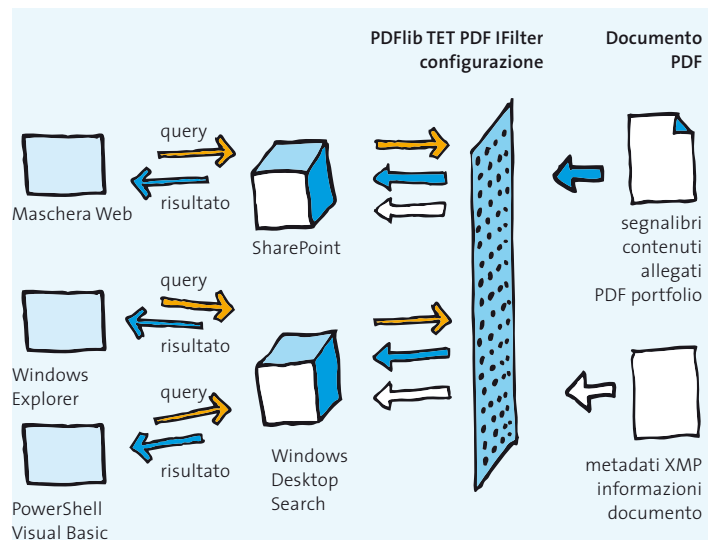 PDFlib TET PDF IFilter
configurazione
Documento
PDF
query
risultato
Maschera Web
SharePoint
segnalibri
contenuti
allegati
PDF portfolio
query
risultato
Windows
Explorer
query
risultato
Windows
Desktop
Search
PowerShell
Visual Basic
metadati XMP
informazioni
documento